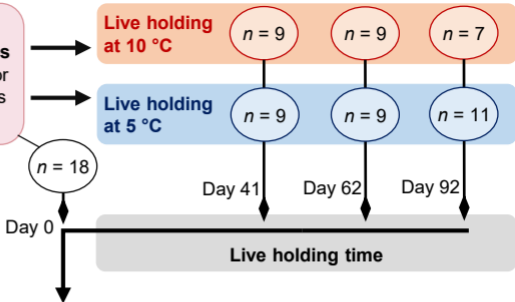 s
or
s
Live holding
at 10 °C
n = 9
n = 9
n = 7
Live holding
at 5 °C
n = 9
n = 9
n = 11
n = 18
Day 41
Day 62
Day 92
Day 0
Live holding time